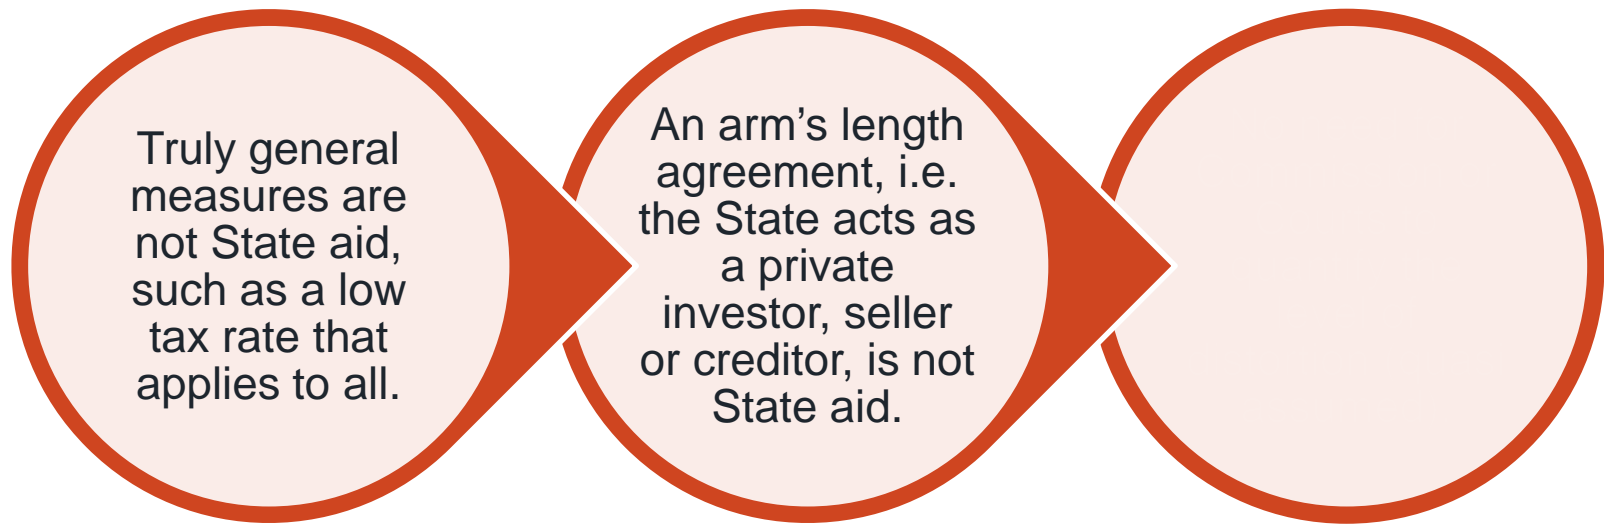 Truly general
measures are
not State aid,
such as a low
tax rate that
applies to all.
An arm’s length
agreement, i.e.
the State acts as
a private
investor, seller
or creditor, is not
State aid.